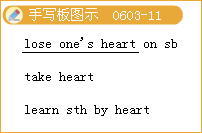 手写板图示 0603-11
lose one's heart on sb
take heart
learn sth by heart